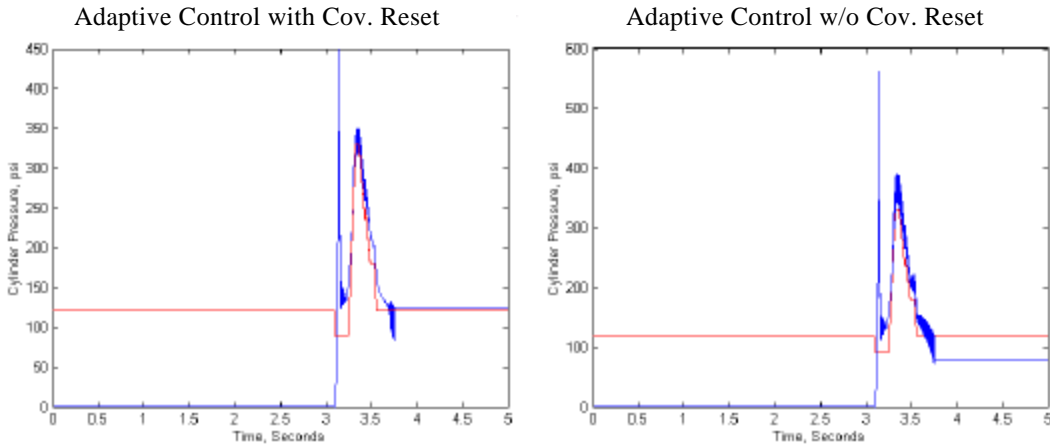 Adaptive Control with Cov. Reset
Adaptive Control w/o Cov. Reset
450
400
350
300
250
200
150
100
50
0
Cylinder Pressure, psi
0 0.5 1 1.5 2 2.5 3 3.5 4 4.5 5
Time, Seconds
600
500
400
300
200
100
0
Cylinder Pressure, psi
0 0.5 1 1.5 2 2.5 3 3.5 4 4.5 5
Time, Seconds